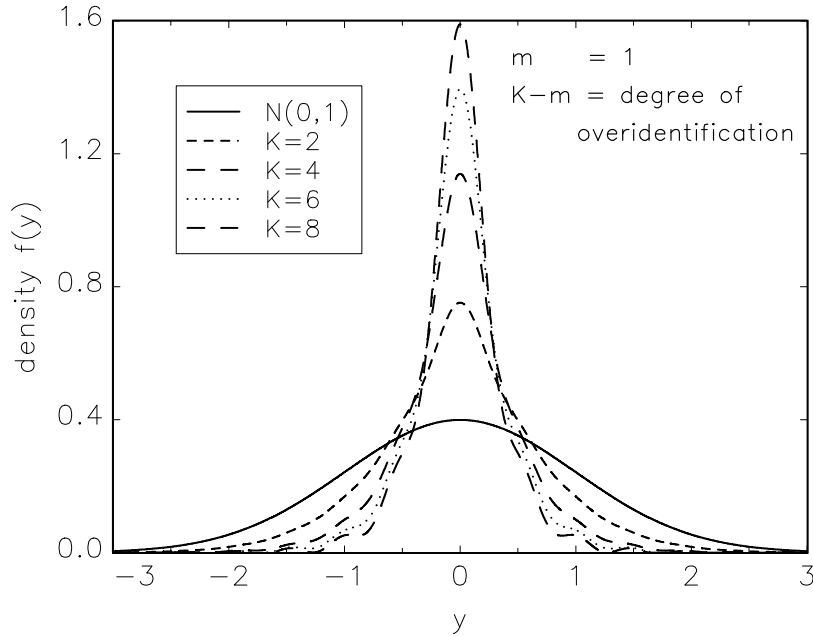 1.6
1.2
0.8
0.4
0.0
density f(y)
N(0,1)
K=2
K=4
K=6
K=8
m = 1
K−m = degree of
overidentification
−3 −2 −1 0 1 2 3
y